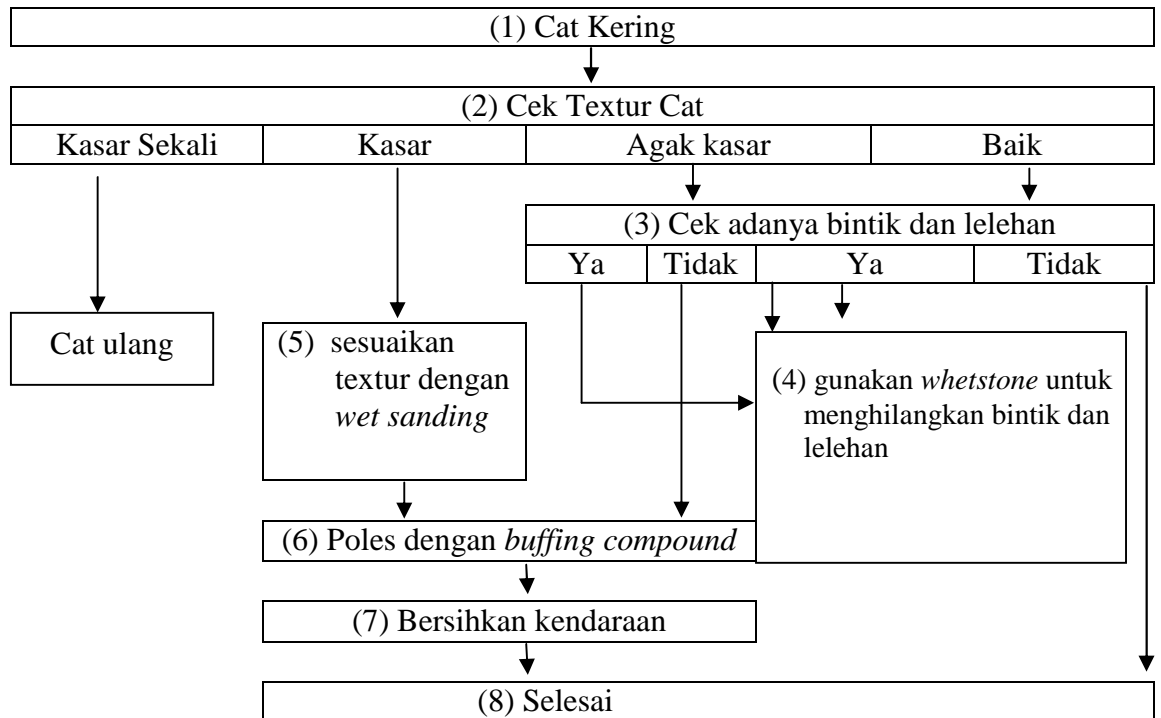 (1) Cat Kering
(2) Cek Textur Cat
Kasar Sekali Kasar Agak kasar Baik
(3) Cek adanya bintik dan lelehan
Ya Tidak Ya Tidak
Cat ulang
(5) sesuaikan
textur dengan
wet sanding
(4) gunakan whetstone untuk
menghilangkan bintik dan
lelehan
(6) Poles dengan buffing compound
(7) Bersihkan kendaraan
(8) Selesai